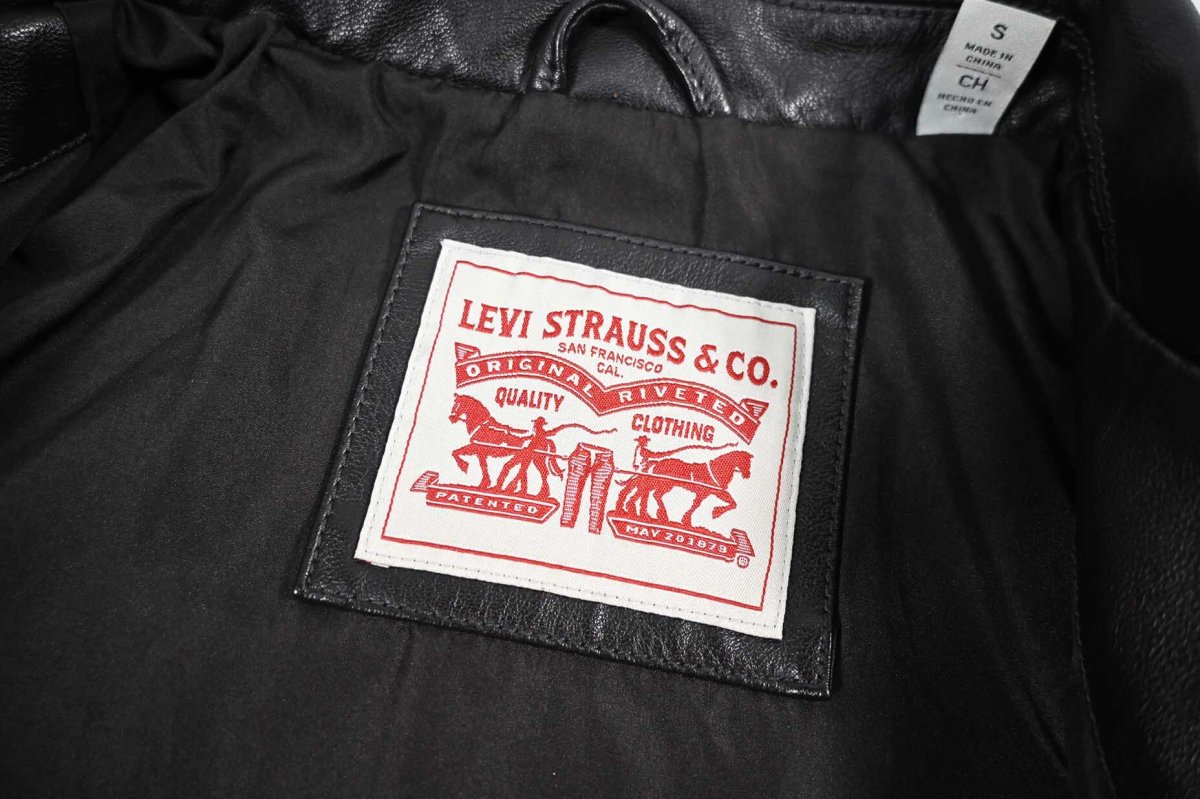 S
MADE IN
CHINA
CH
HECHO EN
CHINA
LEVI STRAUSS & CO.
SAN FRANCISCO
CAL.
ORIGINAL RIVETED
QUALITY CLOTHING
PATENTED
MAY 20 1873
®